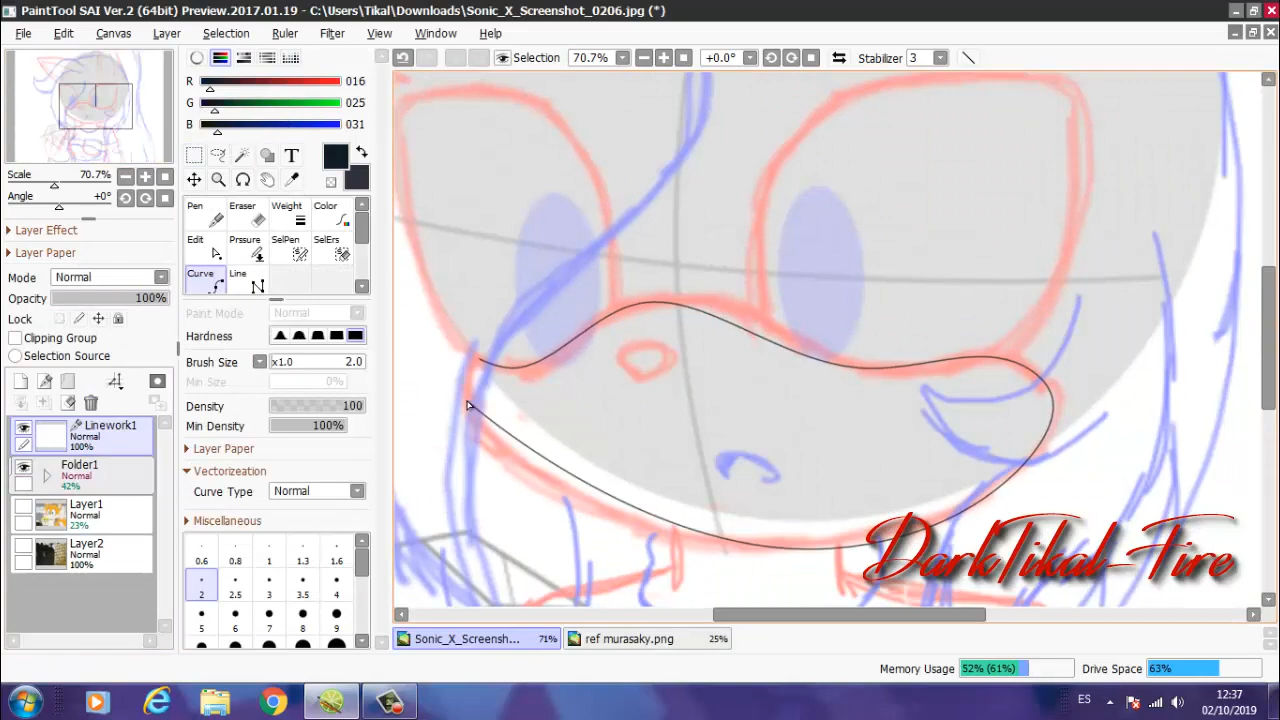 PaintTool SAI Ver.2 (64bit) Preview.2017.01.19 - C:\Users\Tikal\Downloads\Sonic_X_Screenshot_0206.jpg (*)
File Edit Canvas Layer Selection Ruler Filter View Window Help
Selection 70.7% +0.0° Stabilizer 3
Scale 70.7%
Angle +0°
Layer Effect
Layer Paper
Mode Normal
Opacity 100%
Lock
Clipping Group
Selection Source
Linework1
Normal
100%
Folder1
Normal
42%
Layer1
Normal
23%
Layer2
Normal
100%
R 016
G 025
B 031
T
Pen Eraser Weight Color
Edit Prssure SelPen SelErs
Curve Line
Paint Mode Normal
Hardness
Brush Size x1.0 2.0
Min Size 0%
Density 100
Min Density 100%
Layer Paper
Vectorizeation
Curve Type Normal
Miscellaneous
0.6 0.8 1 1.3 1.6
2 2.5 3 3.5 4
5 6 7 8 9
DarkTikal-Fire
Sonic_X_Screensh... 71% ref murasaky.png 25%
Memory Usage 52% (61%) Drive Space 63%
ES 12:37
02/10/2019